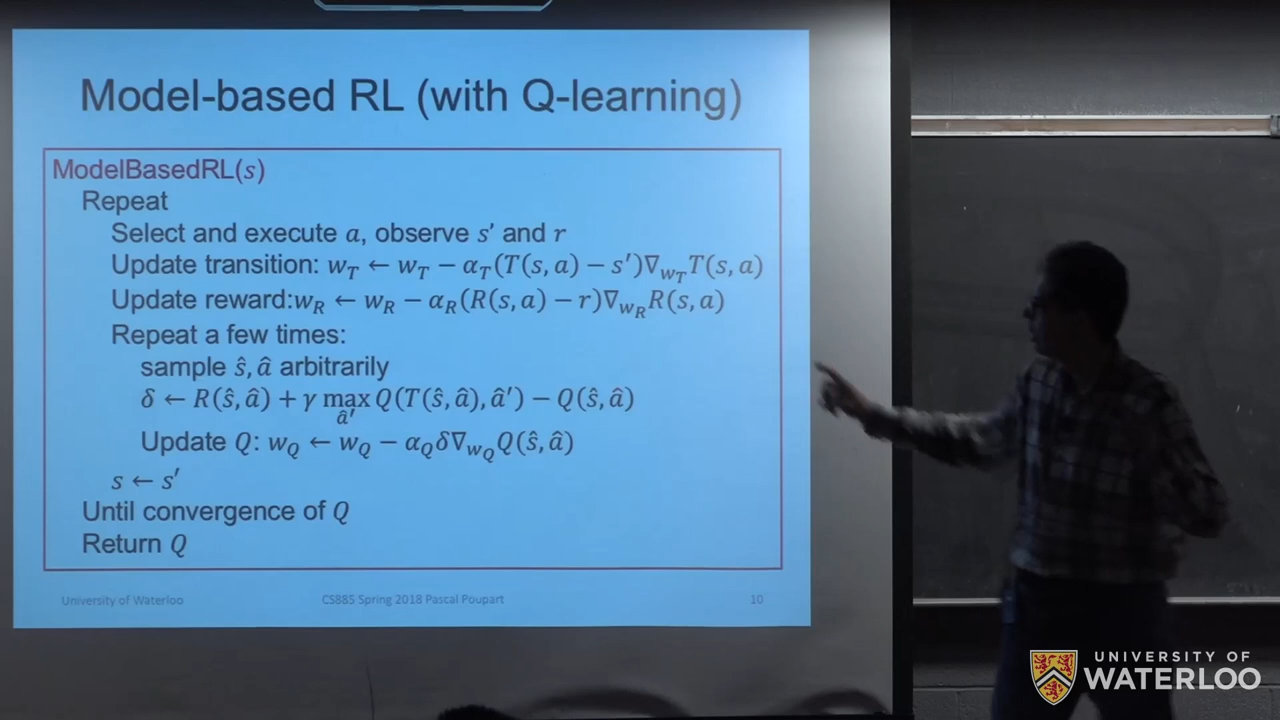 Model-based RL (with Q-learning)
ModelBasedRL(s)
Repeat
Select and execute a, observe s' and r
Update transition: w_T ← w_T − α_T(T(s, a) − s')∇_{w_T}T(s, a)
Update reward:w_R ← w_R − α_R(R(s, a) − r)∇_{w_R}R(s, a)
Repeat a few times:
sample ŝ, â arbitrarily
δ ← R(ŝ, â) + γ max_{â'} Q(T(ŝ, â), â') − Q(ŝ, â)
Update Q: w_Q ← w_Q − α_Qδ∇_{w_Q}Q(ŝ, â)
s ← s'
Until convergence of Q
Return Q
University of Waterloo CS885 Spring 2018 Pascal Poupart 10
UNIVERSITY OF
WATERLOO